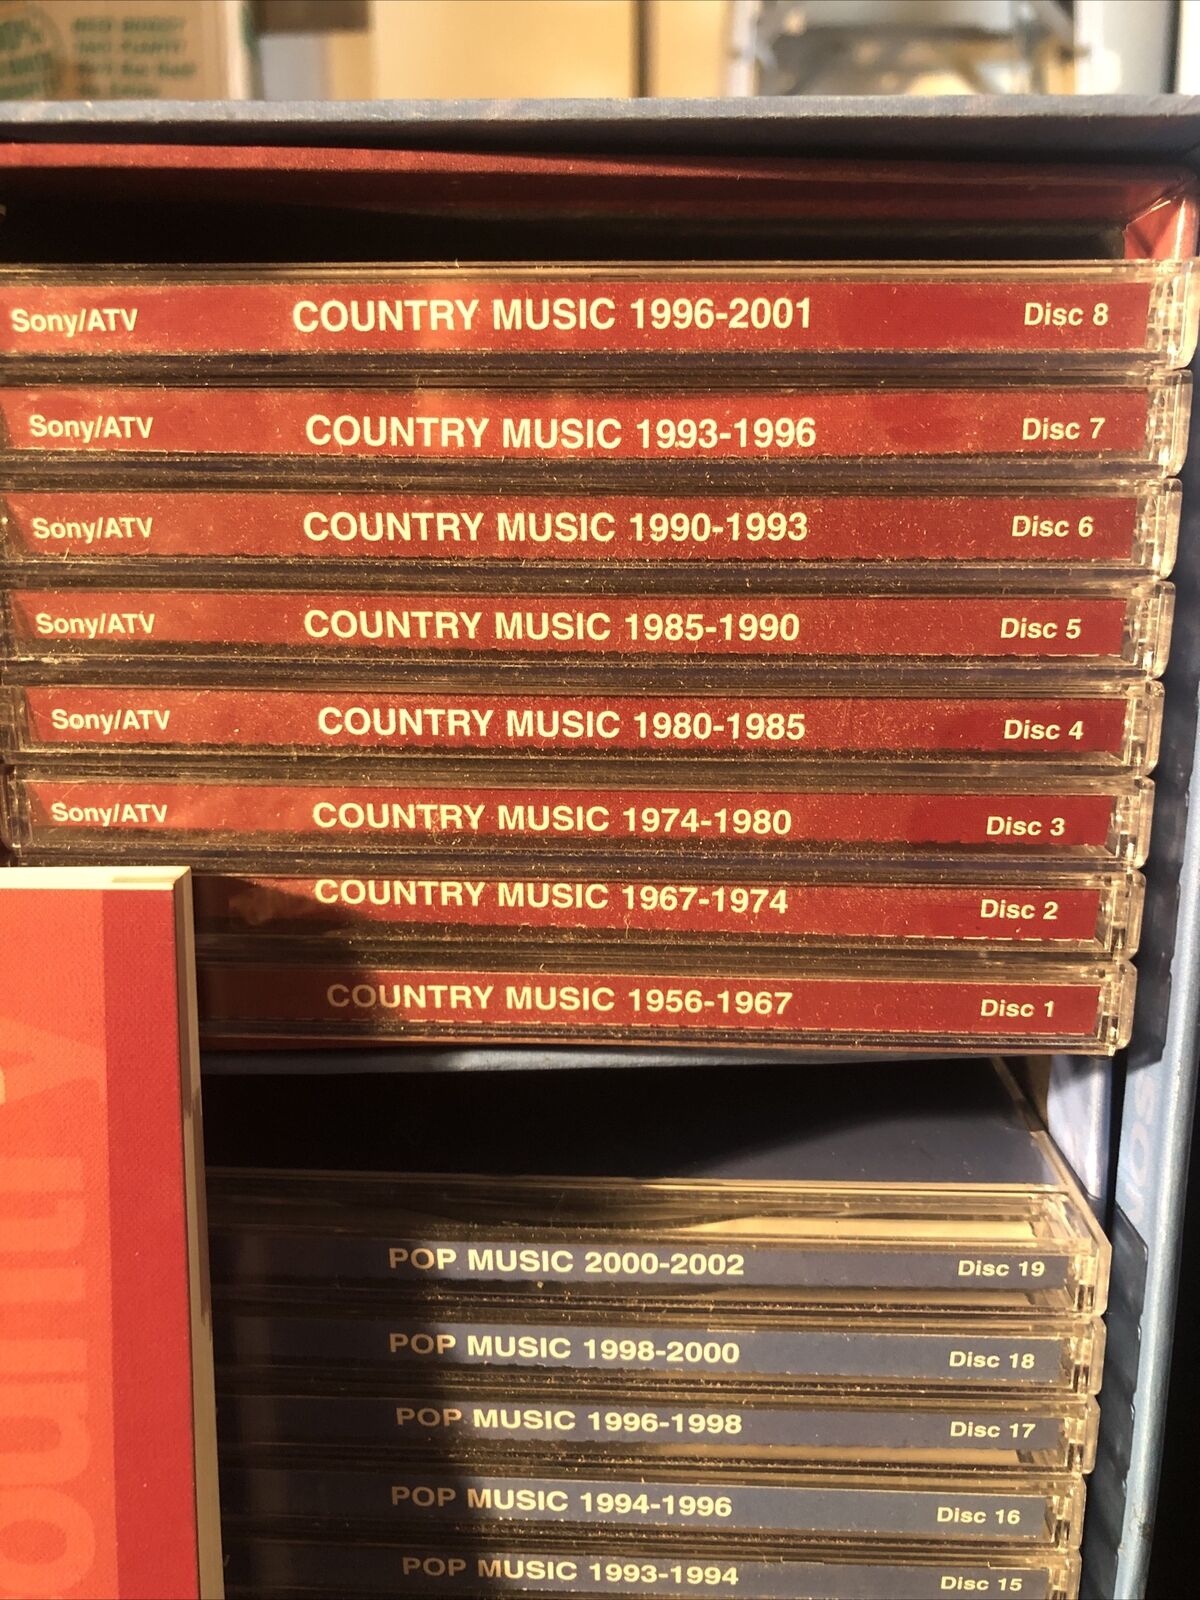 NEED BOXES?
Sony/ATV COUNTRY MUSIC 1996-2001 Disc 8
Sony/ATV COUNTRY MUSIC 1993-1996 Disc 7
Sony/ATV COUNTRY MUSIC 1990-1993 Disc 6
Sony/ATV COUNTRY MUSIC 1985-1990 Disc 5
Sony/ATV COUNTRY MUSIC 1980-1985 Disc 4
Sony/ATV COUNTRY MUSIC 1974-1980 Disc 3
COUNTRY MUSIC 1967-1974 Disc 2
COUNTRY MUSIC 1956-1967 Disc 1
POP MUSIC 2000-2002 Disc 19
POP MUSIC 1998-2000 Disc 18
POP MUSIC 1996-1998 Disc 17
POP MUSIC 1994-1996 Disc 16
POP MUSIC 1993-1994 Disc 15